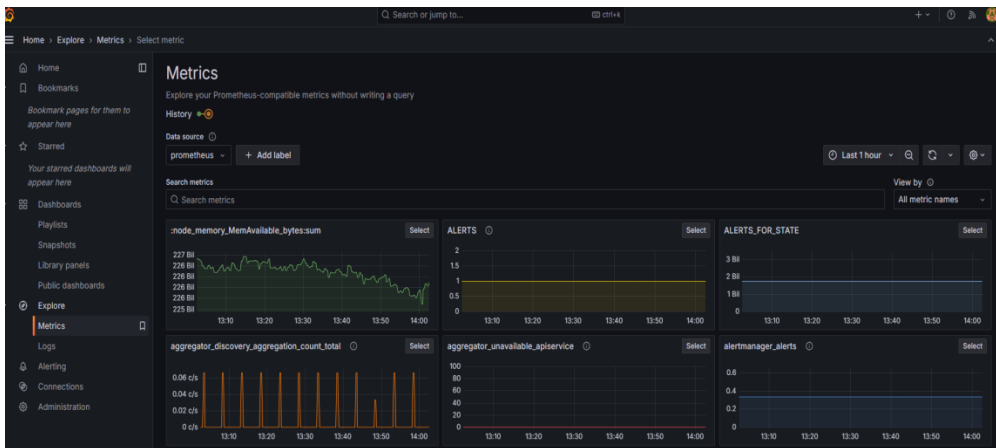 Search or jump to... ctrl+k
Home > Explore > Metrics > Select metric
Home
Bookmarks
Bookmark pages for them to
appear here
Starred
Your starred dashboards will
appear here
Dashboards
Playlists
Snapshots
Library panels
Public dashboards
Explore
Metrics
Logs
Alerting
Connections
Administration
Metrics
Explore your Prometheus-compatible metrics without writing a query
History
Data source
prometheus + Add label
Last 1 hour
Search metrics
Search metrics
View by
All metric names
:node_memory_MemAvailable_bytes:sum Select
227 Bil
226 Bil
226 Bil
226 Bil
226 Bil
225 Bil
13:10 13:20 13:30 13:40 13:50 14:00
ALERTS Select
2
1.5
1
0.5
0
13:10 13:20 13:30 13:40 13:50 14:00
ALERTS_FOR_STATE Select
3 Bil
2 Bil
1 Bil
0
13:10 13:20 13:30 13:40 13:50 14:00
aggregator_discovery_aggregation_count_total Select
0.06 c/s
0.04 c/s
0.02 c/s
0 c/s
13:10 13:20 13:30 13:40 13:50 14:00
aggregator_unavailable_apiservice Select
100
80
60
40
20
0
13:10 13:20 13:30 13:40 13:50 14:00
alertmanager_alerts Select
0.6
0.4
0.2
0
13:10 13:20 13:30 13:40 13:50 14:00